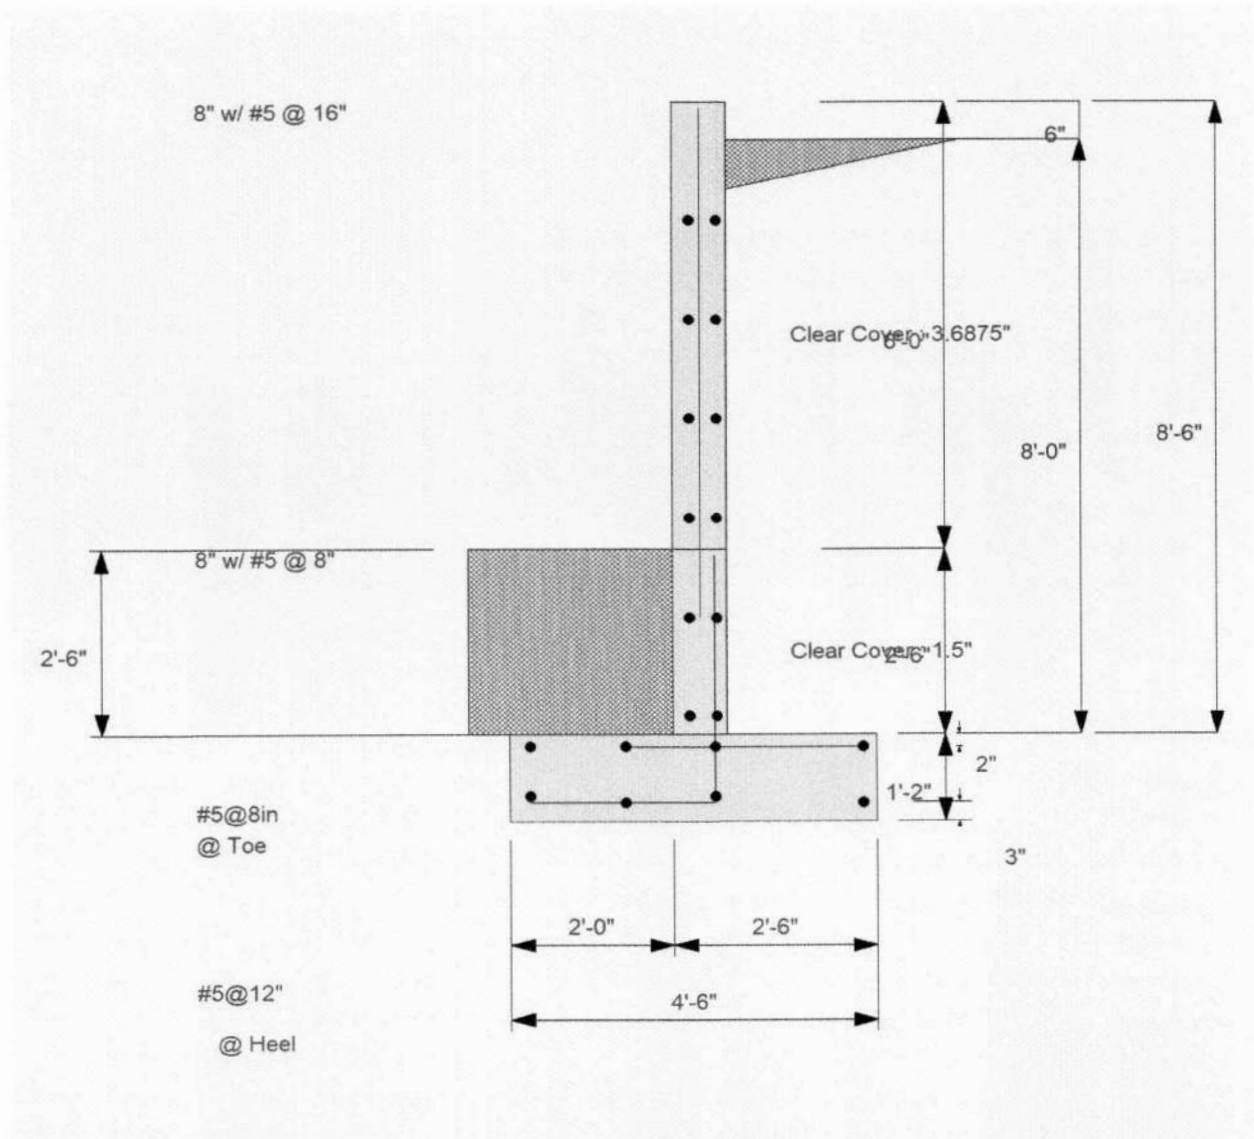 8" w/ #5 @ 16"
6"
Clear Cover : 3.6875"
6'-0"
8'-6"
8'-0"
8" w/ #5 @ 8"
2'-6"
Clear Cover : 1.5"
2'-6"
2"
1'-2"
#5@8in
@ Toe
3"
2'-0"
2'-6"
#5@12"
4'-6"
@ Heel